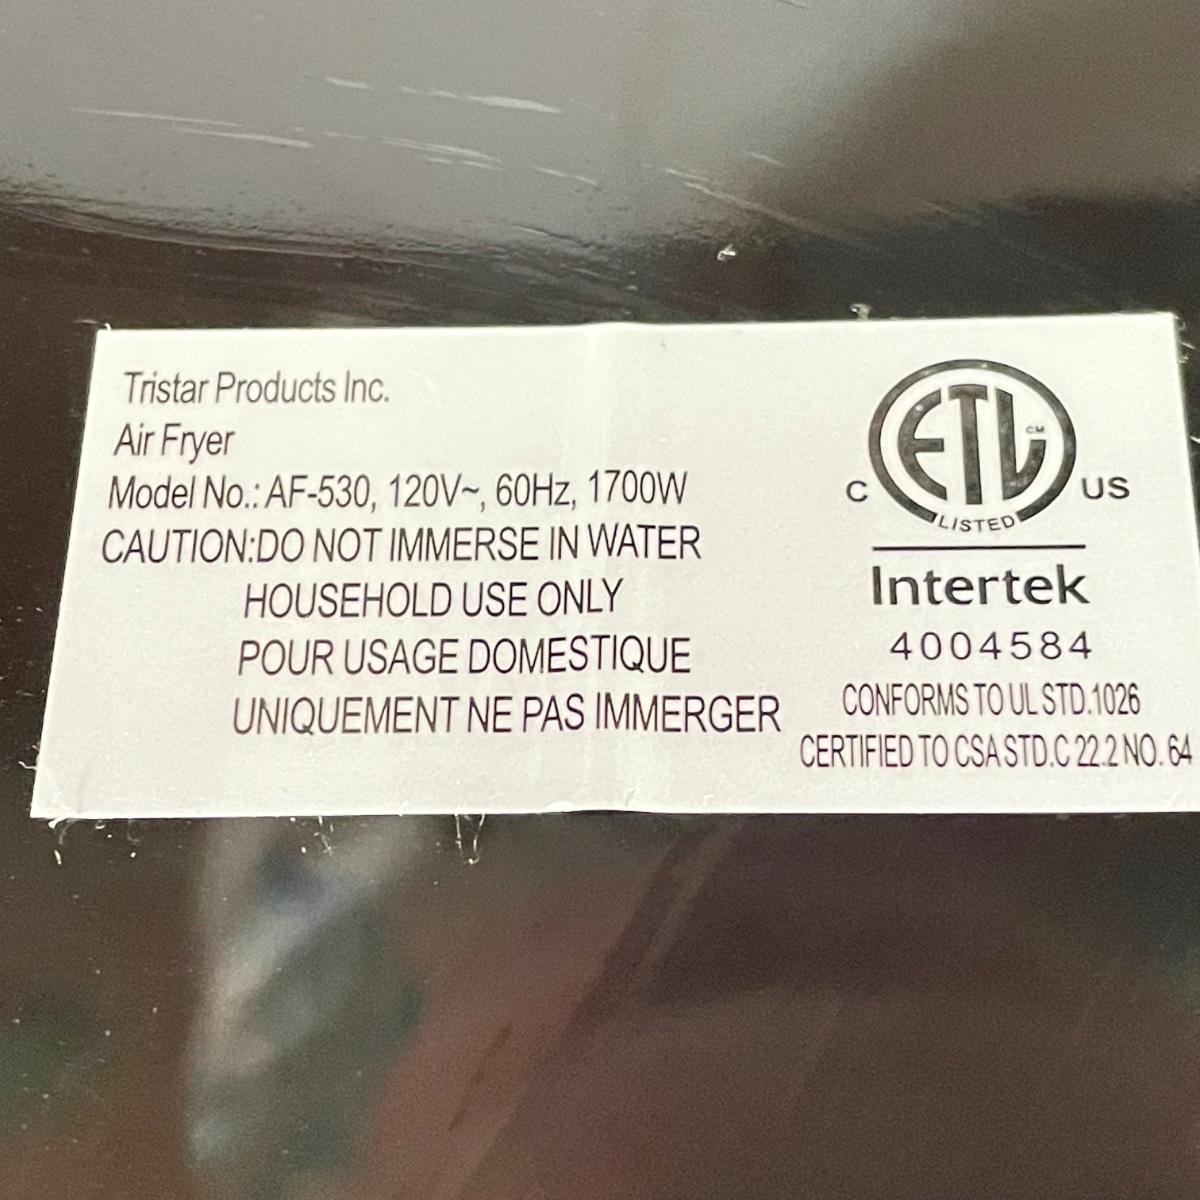 Tristar Products Inc.
Air Fryer
Model No.: AF-530, 120V~, 60Hz, 1700W
CAUTION:DO NOT IMMERSE IN WATER
HOUSEHOLD USE ONLY
POUR USAGE DOMESTIQUE
UNIQUEMENT NE PAS IMMERGER
ETL CM
C US
LISTED
Intertek
4004584
CONFORMS TO UL STD.1026
CERTIFIED TO CSA STD.C 22.2 NO. 64